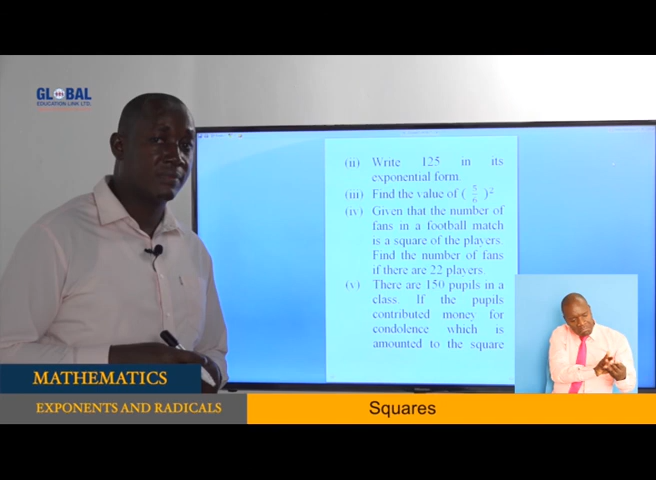 GLOBAL
EDUCATION LINK LTD.
(ii) Write 125 in its
exponential form.
(iii) Find the value of ( 5/6 )²
(iv) Given that the number of
fans in a football match
is a square of the players.
Find the number of fans
if there are 22 players.
(v) There are 150 pupils in a
class. If the pupils
contributed money for
condolence which is
amounted to the square
MATHEMATICS
EXPONENTS AND RADICALS
Squares